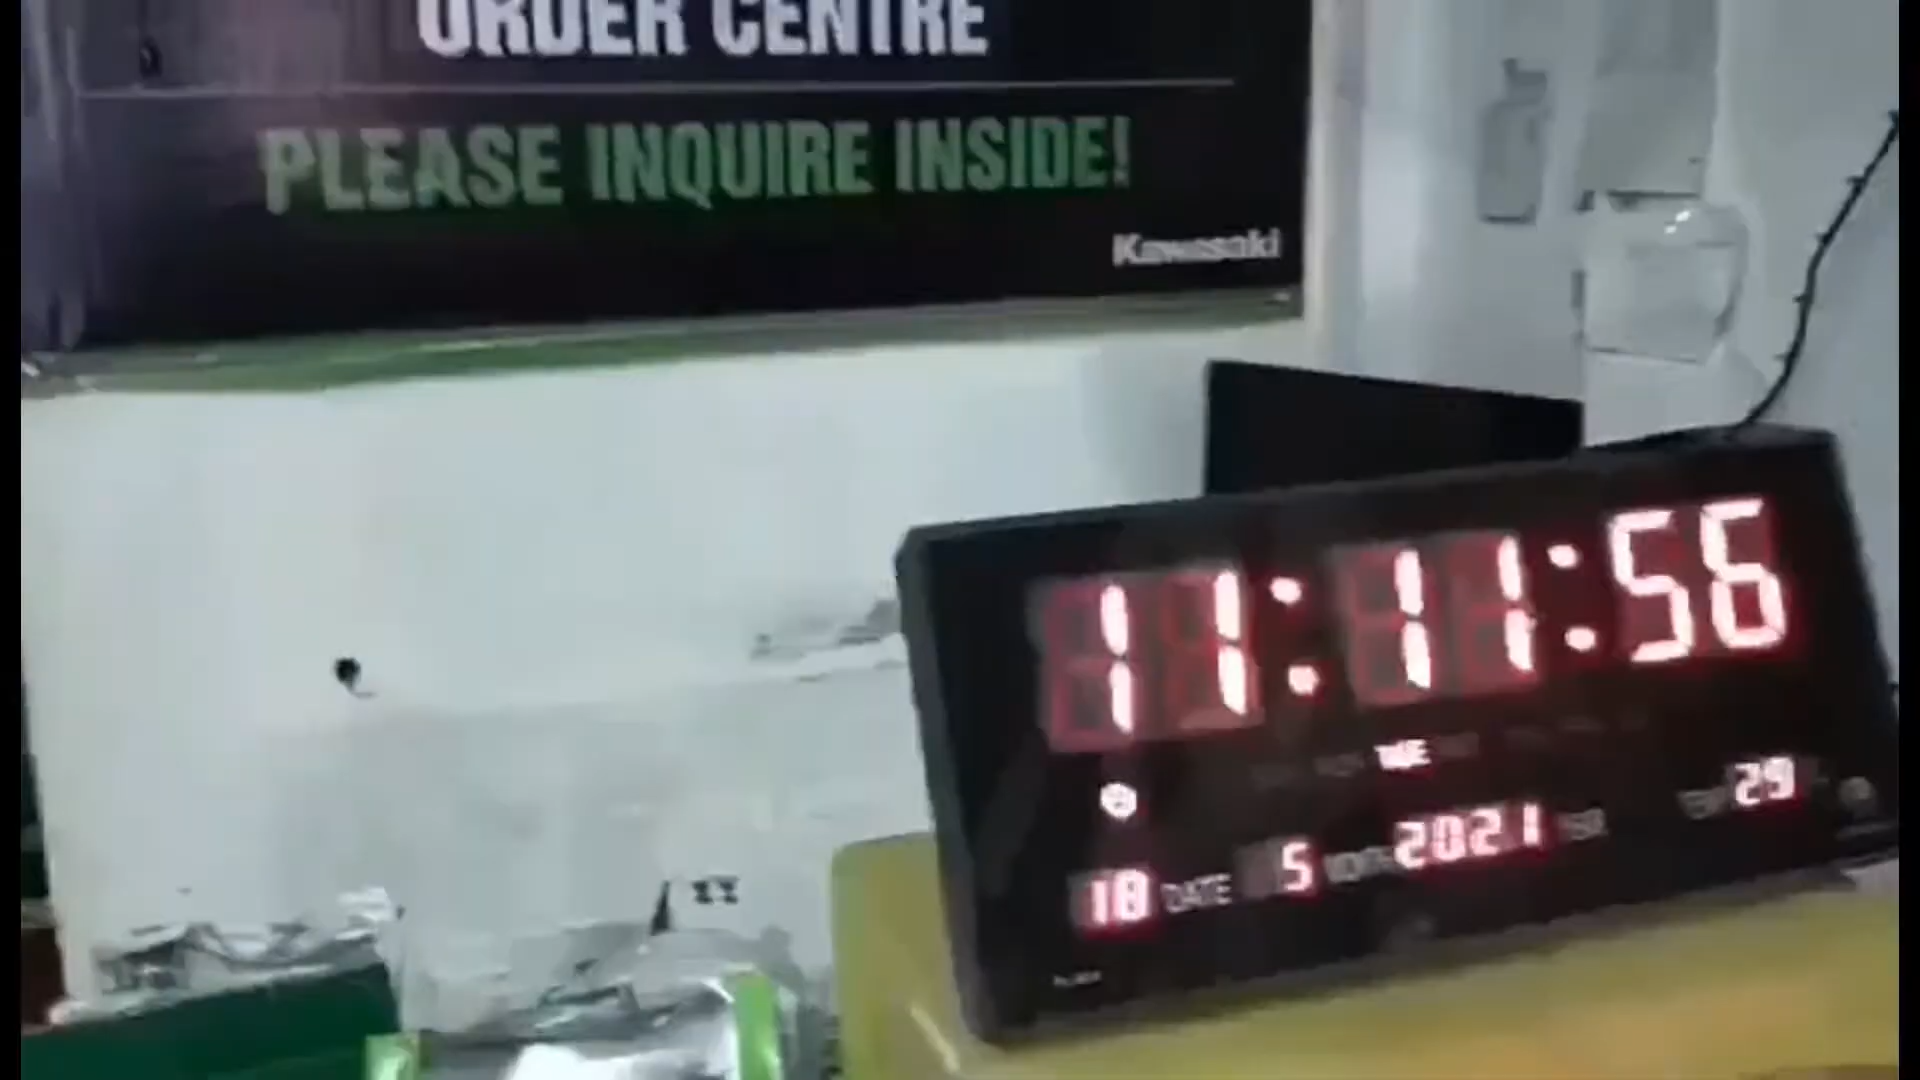 ORDER CENTRE
PLEASE INQUIRE INSIDE!
Kawasaki
11:11:56
TUE
29
18 DATE 5 2021